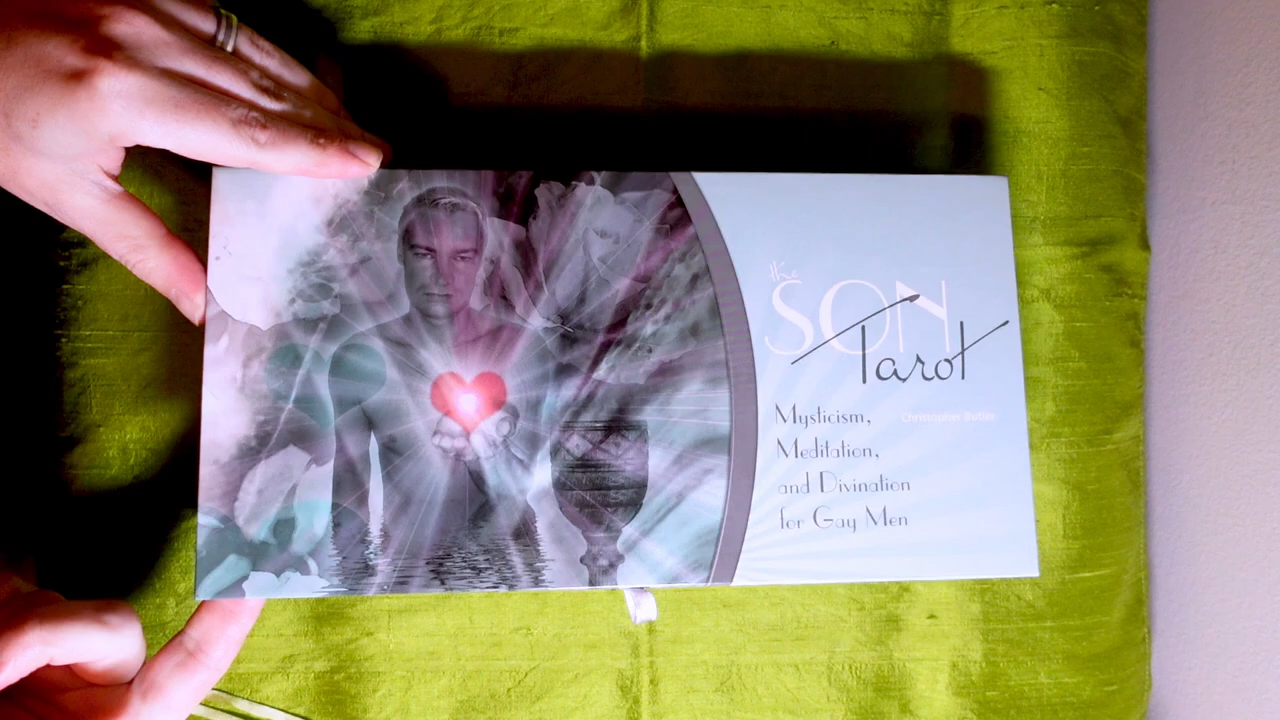 the
SON
Tarot
Christopher Butler
Mysticism,
Meditation,
and Divination
for Gay Men